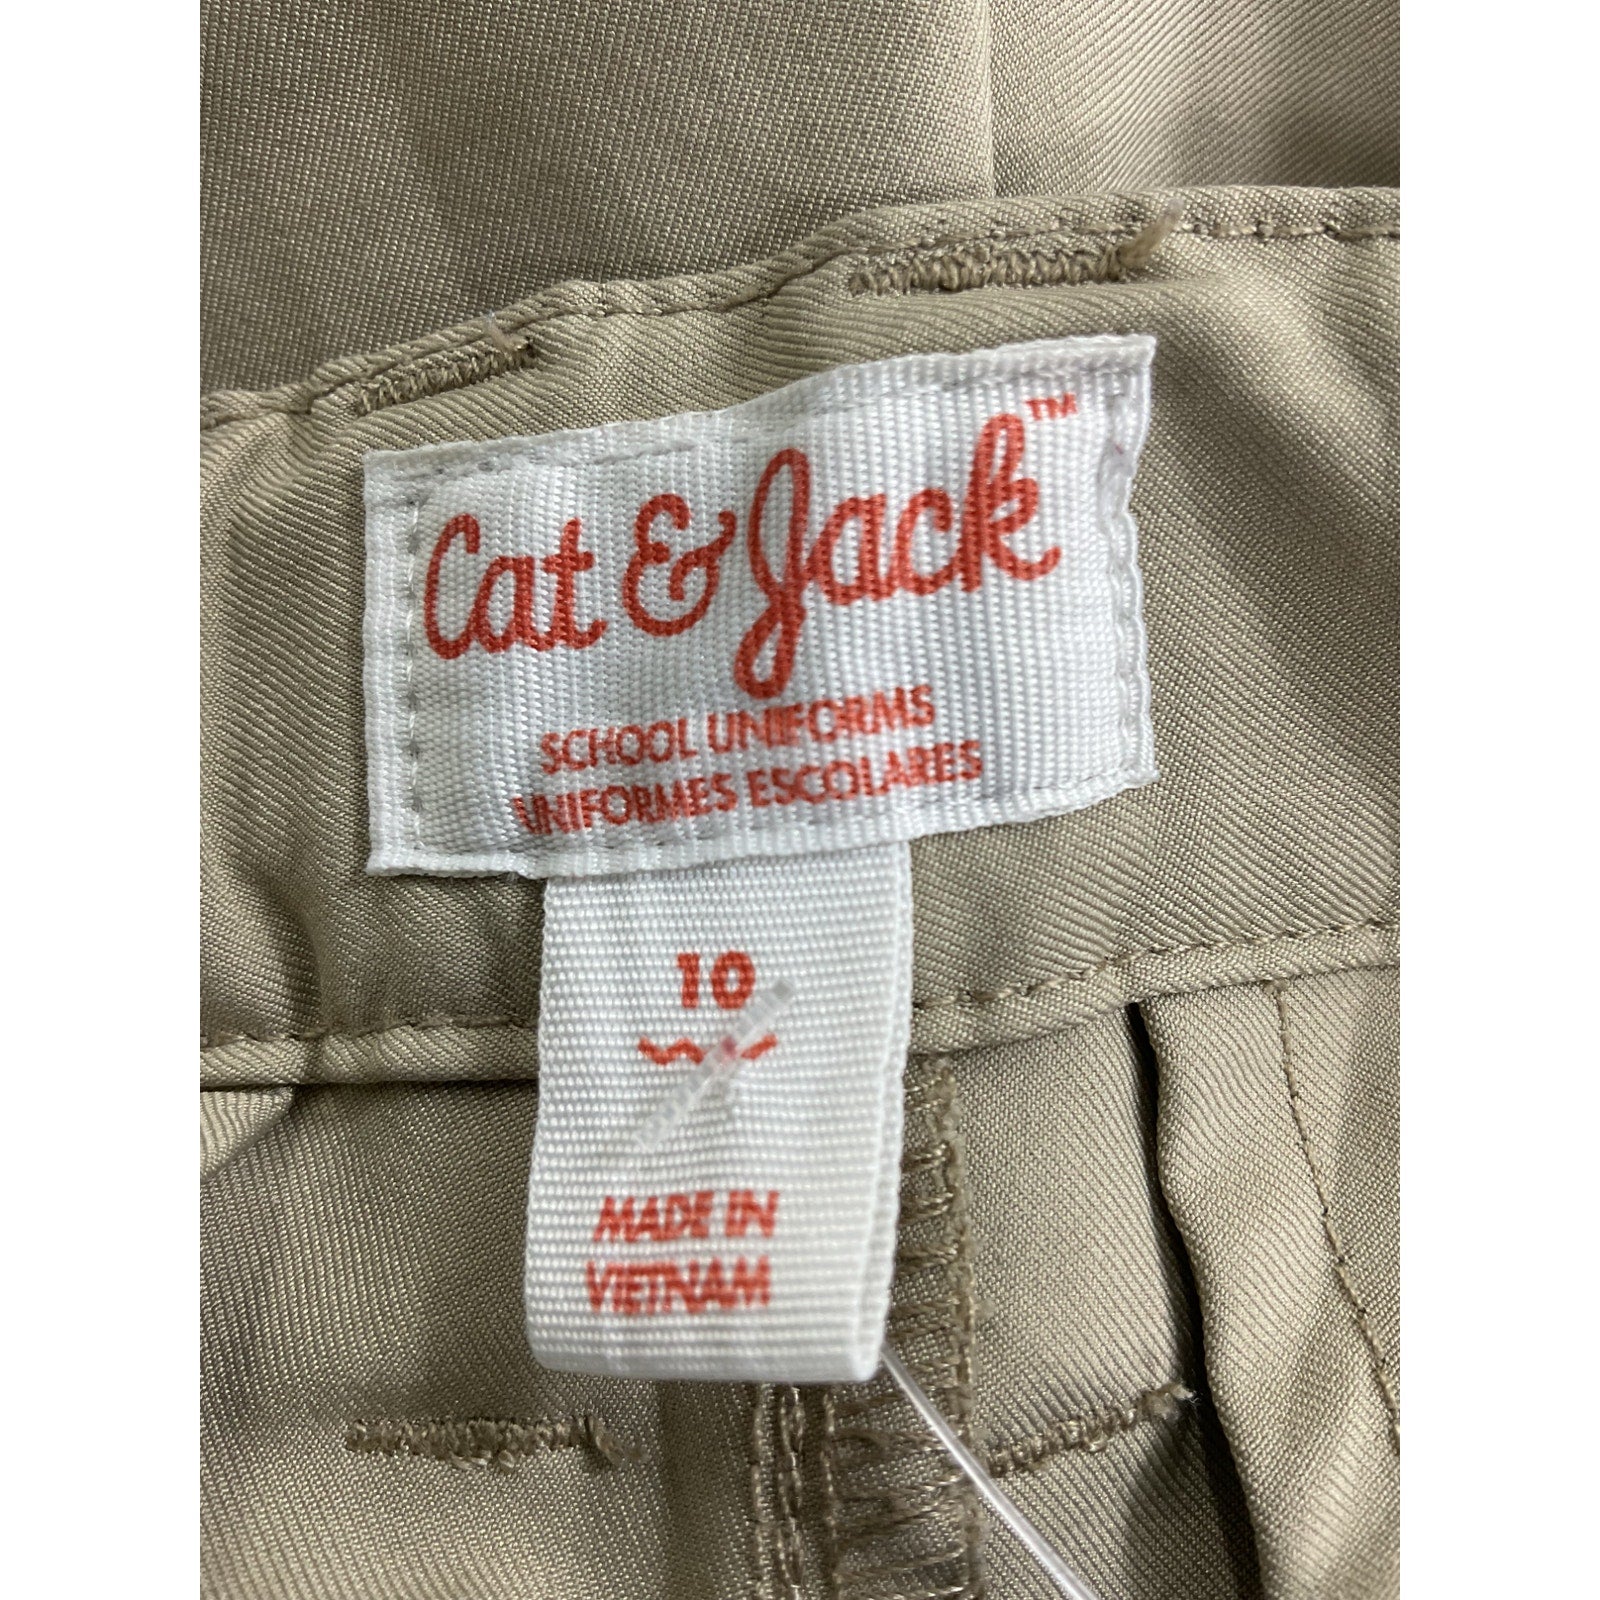 Cat & Jack™
SCHOOL UNIFORMS
UNIFORMES ESCOLARES
10
MADE IN
VIETNAM